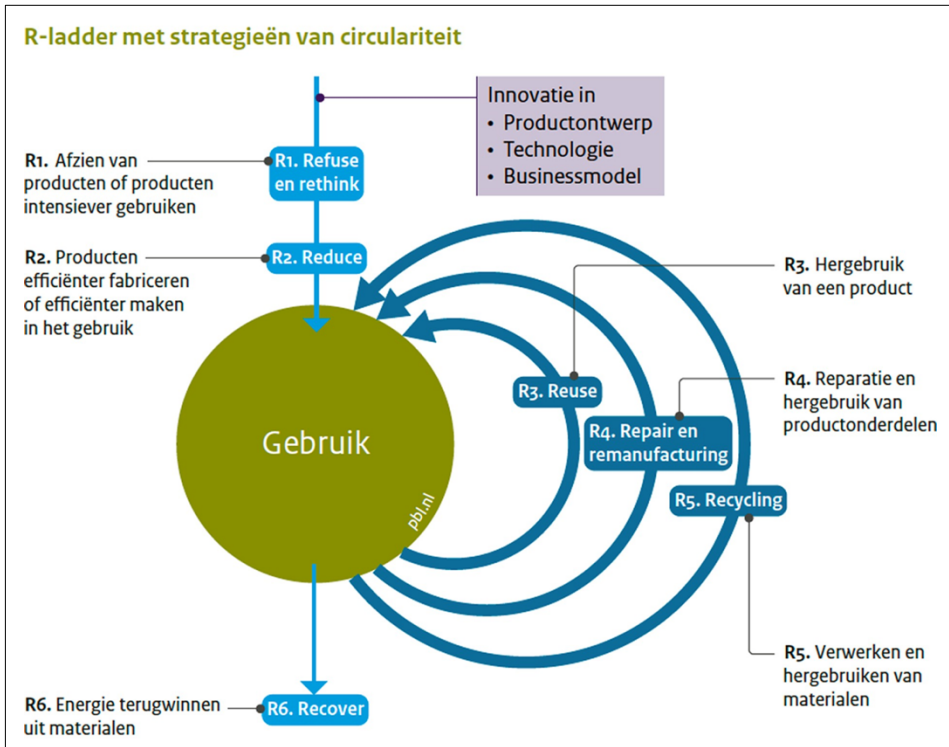 R-ladder met strategieën van circulariteit
Innovatie in
• Productontwerp
• Technologie
• Businessmodel
R1. Afzien van
producten of producten
intensiever gebruiken
R1. Refuse
en rethink
R2. Producten
efficiënter fabriceren
of efficiënter maken
in het gebruik
R2. Reduce
R3. Hergebruik
van een product
R3. Reuse
R4. Reparatie en
hergebruik van
productonderdelen
R4. Repair en
remanufacturing
Gebruik
pbl.nl
R5. Recycling
R5. Verwerken en
hergebruiken van
materialen
R6. Energie terugwinnen
uit materialen
R6. Recover